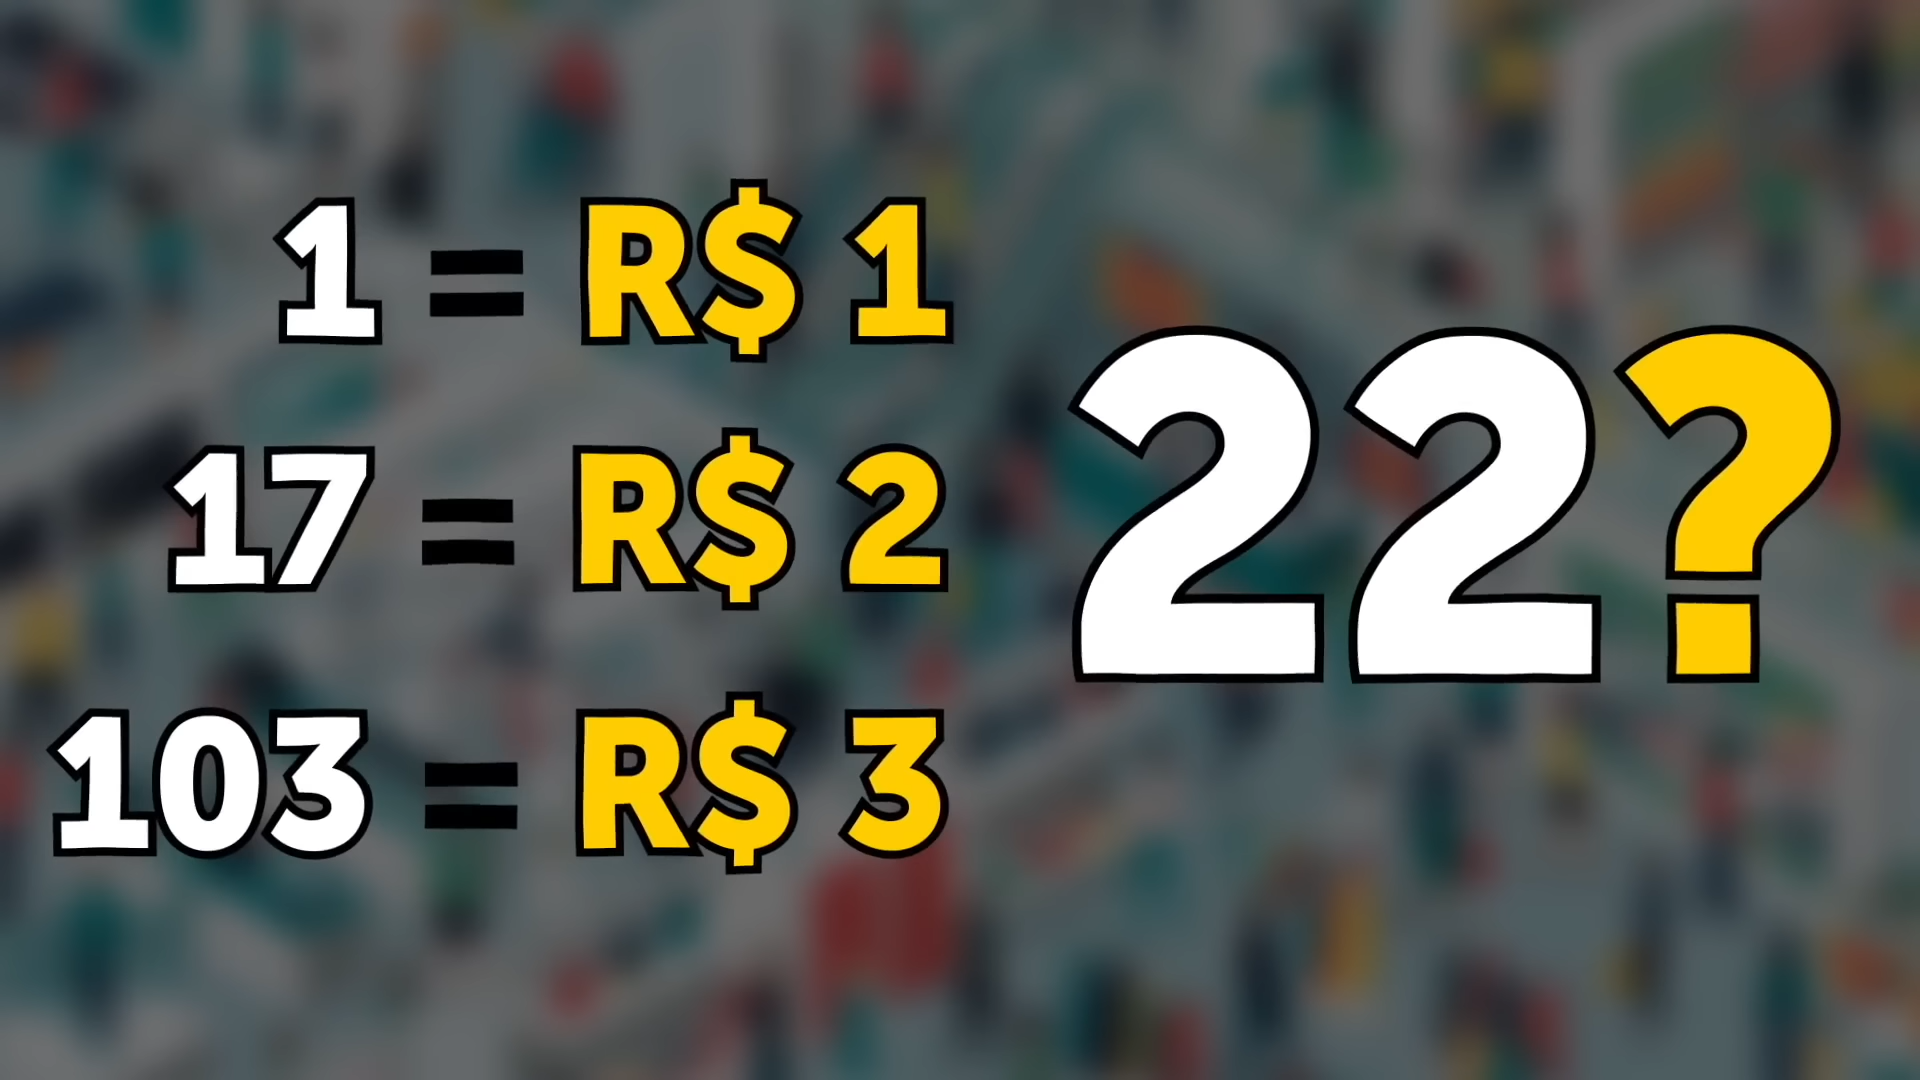 1 = R$ 1
17 = R$ 2
103 = R$ 3
22?